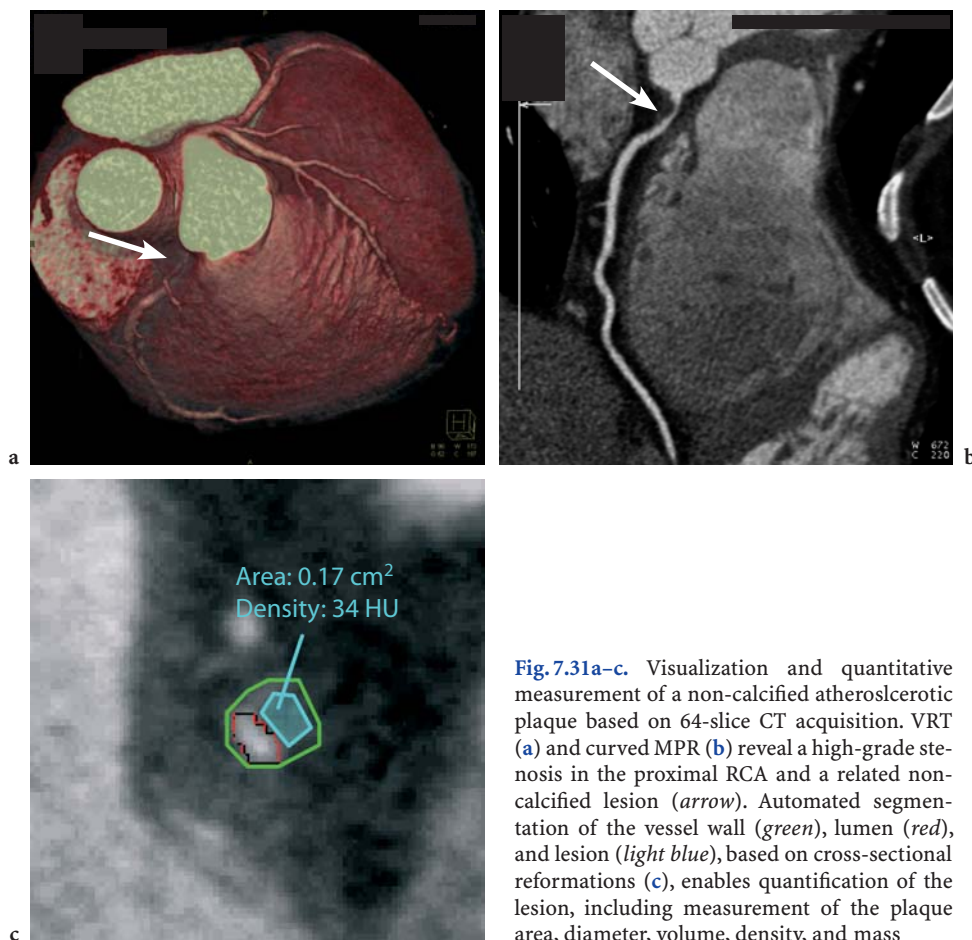 a
b
<L>
H
W 672
C 220
c
Area: 0.17 cm2
Density: 34 HU
Fig. 7.31a–c. Visualization and quantitative
measurement of a non-calcified atheroslcerotic
plaque based on 64-slice CT acquisition. VRT
(a) and curved MPR (b) reveal a high-grade ste-
nosis in the proximal RCA and a related non-
calcified lesion (arrow). Automated segmen-
tation of the vessel wall (green), lumen (red),
and lesion (light blue), based on cross-sectional
reformations (c), enables quantification of the
lesion, including measurement of the plaque
area, diameter, volume, density, and mass